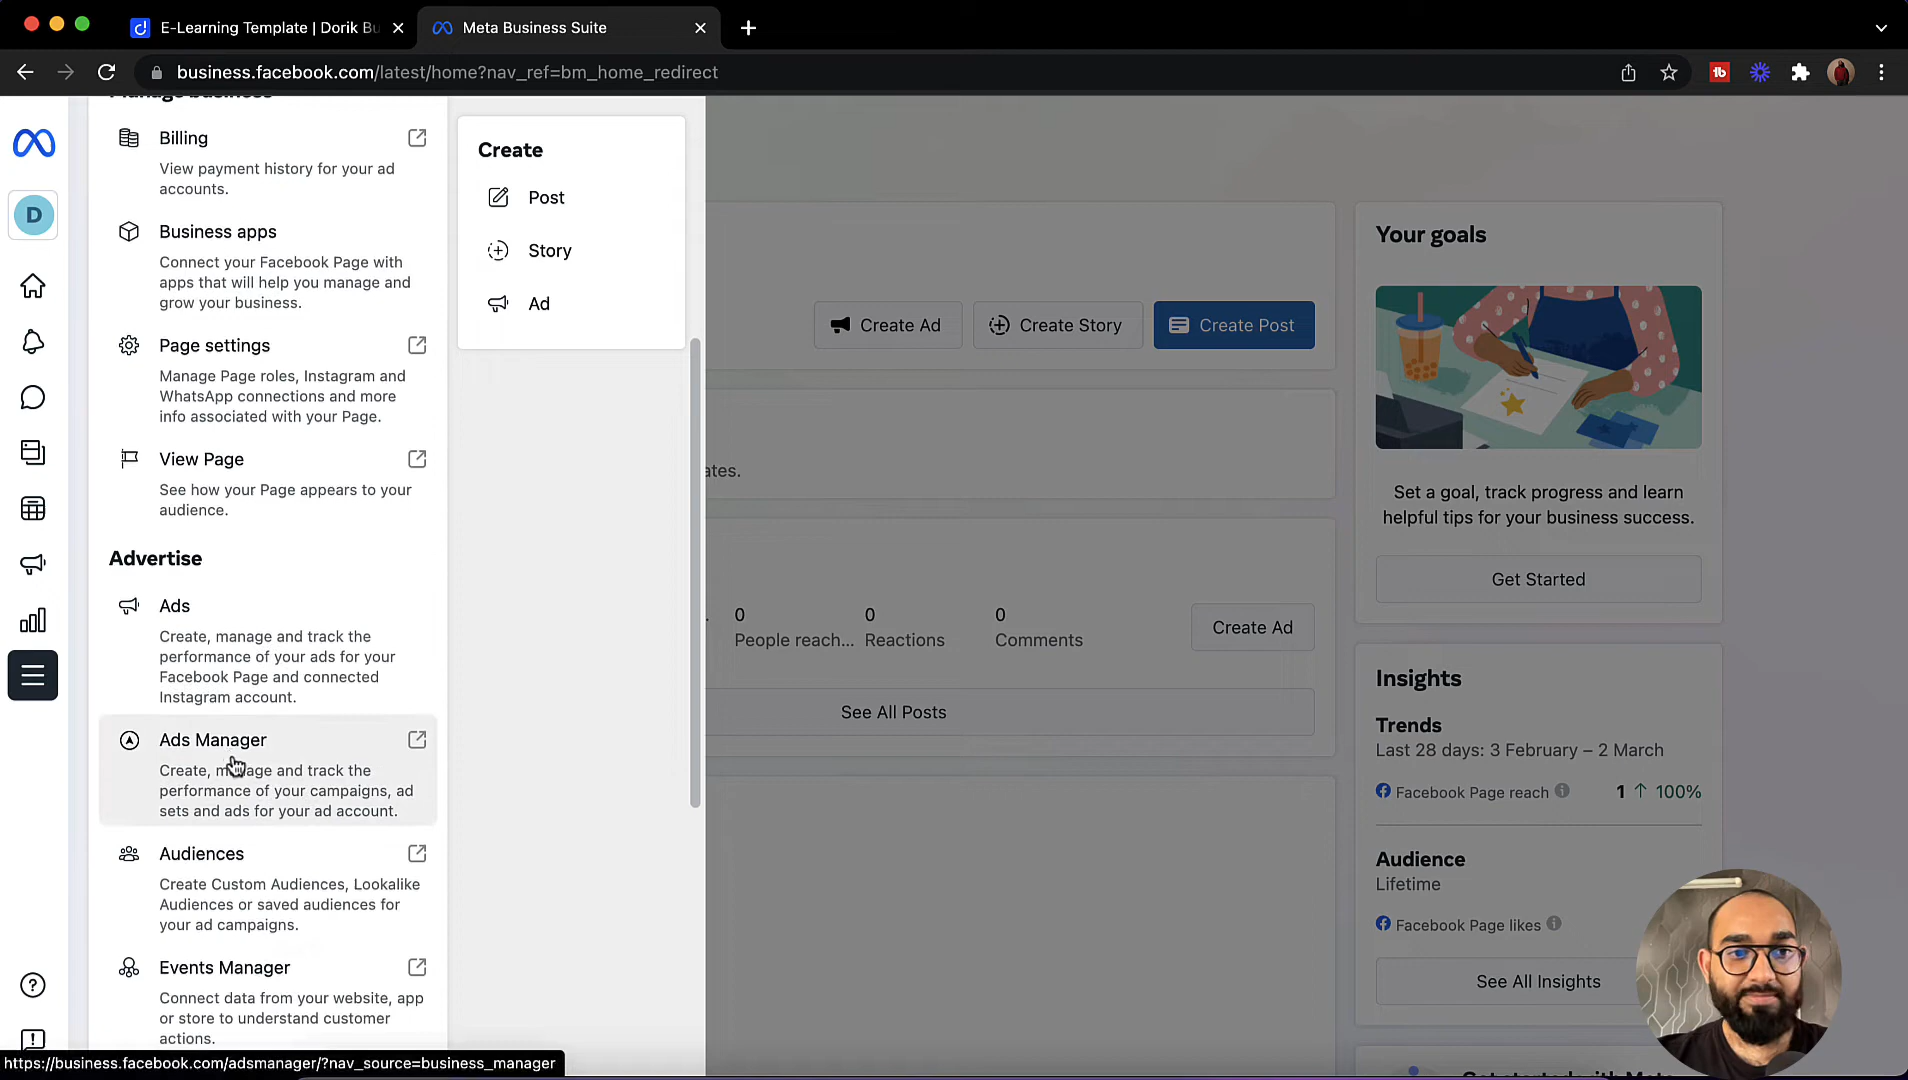 E-Learning Template | Dorik Bu
Meta Business Suite
business.facebook.com/latest/home?nav_ref=bm_home_redirect
Manage business
Billing
View payment history for your ad
accounts.
Business apps
Connect your Facebook Page with
apps that will help you manage and
grow your business.
Page settings
Manage Page roles, Instagram and
WhatsApp connections and more
info associated with your Page.
View Page
See how your Page appears to your
audience.
Advertise
Ads
Create, manage and track the
performance of your ads for your
Facebook Page and connected
Instagram account.
Ads Manager
Create, manage and track the
performance of your campaigns, ad
sets and ads for your ad account.
Audiences
Create Custom Audiences, Lookalike
Audiences or saved audiences for
your ad campaigns.
Events Manager
Connect data from your website, app
or store to understand customer
actions.
D
Create
Post
Story
Ad
Create Ad
Create Story
Create Post
ates.
0
People reach...
0
Reactions
0
Comments
Create Ad
See All Posts
Your goals
Set a goal, track progress and learn
helpful tips for your business success.
Get Started
Insights
Trends
Last 28 days: 3 February – 2 March
Facebook Page reach 1 ↑ 100%
Audience
Lifetime
Facebook Page likes
See All Insights
https://business.facebook.com/adsmanager/?nav_source=business_manager